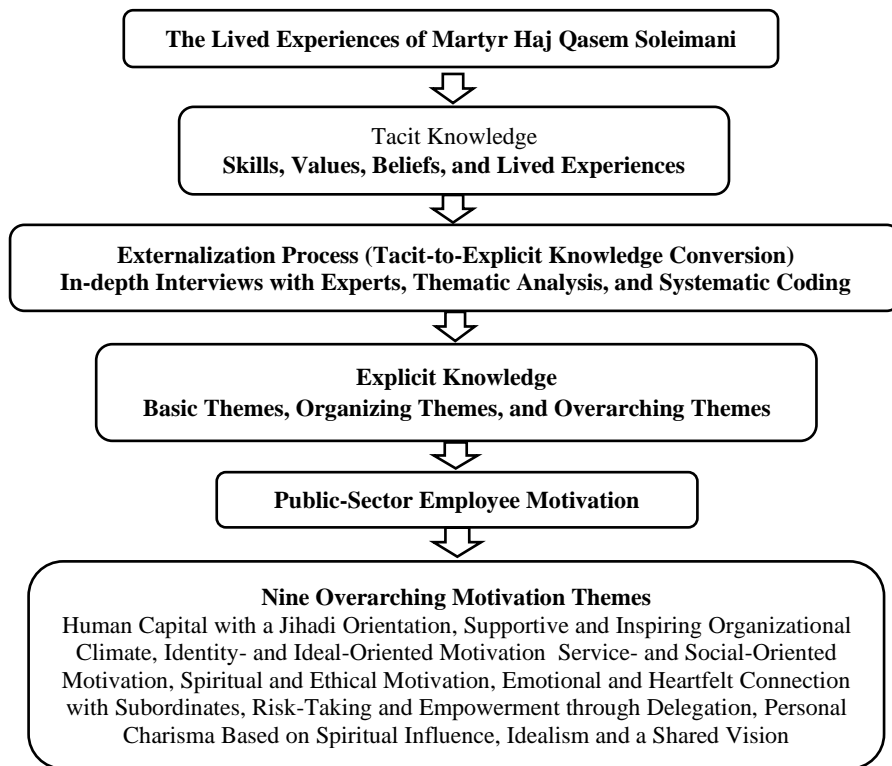 The Lived Experiences of Martyr Haj Qasem Soleimani
Tacit Knowledge
Skills, Values, Beliefs, and Lived Experiences
Externalization Process (Tacit-to-Explicit Knowledge Conversion)
In-depth Interviews with Experts, Thematic Analysis, and Systematic Coding
Explicit Knowledge
Basic Themes, Organizing Themes, and Overarching Themes
Public-Sector Employee Motivation
Nine Overarching Motivation Themes
Human Capital with a Jihadi Orientation, Supportive and Inspiring Organizational
Climate, Identity- and Ideal-Oriented Motivation  Service- and Social-Oriented
Motivation, Spiritual and Ethical Motivation, Emotional and Heartfelt Connection
with Subordinates, Risk-Taking and Empowerment through Delegation, Personal
Charisma Based on Spiritual Influence, Idealism and a Shared Vision